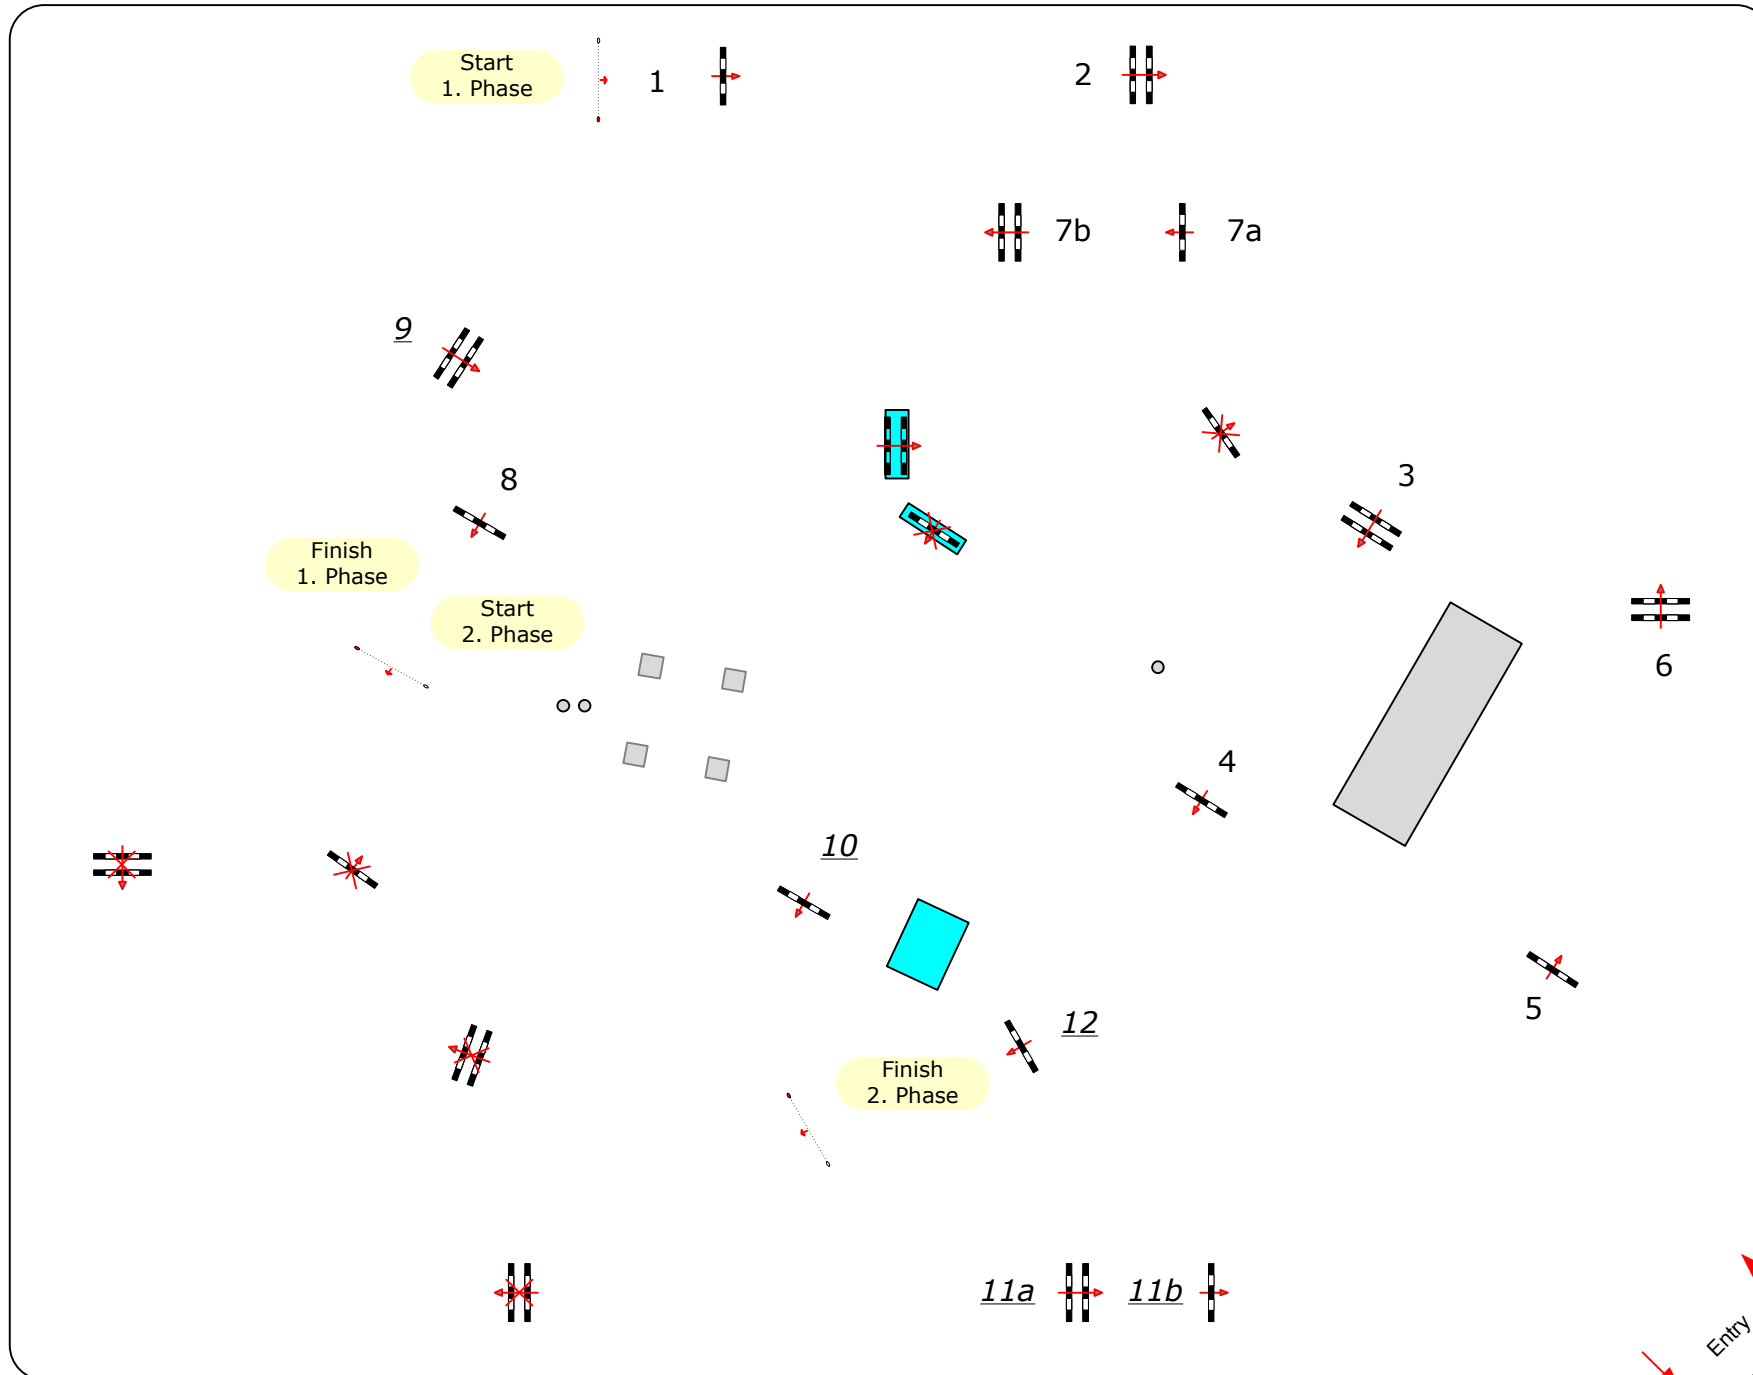 Start
1. Phase
1
2
7b
7a
9
8
3
Finish
1. Phase
Start
2. Phase
6
4
10
5
12
Finish
2. Phase
11a
11b
Entry